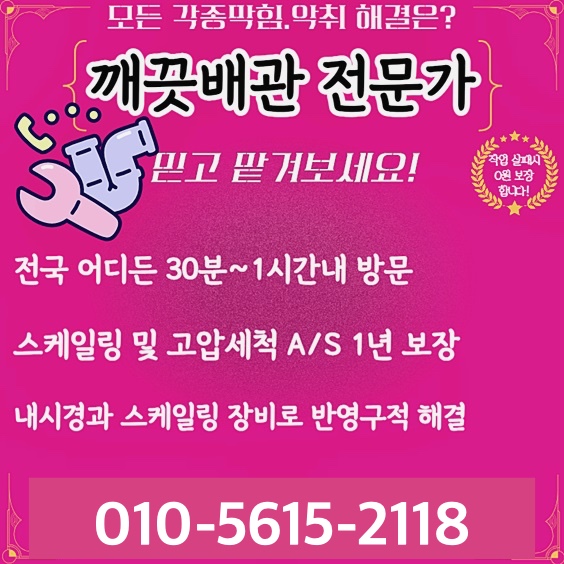 모든 각종막힘.악취 해결은?
깨끗배관 전문가
믿고 맡겨보세요!
작업 실패시
0원 보장
합니다!
전국 어디든 30분~1시간내 방문
스케일링 및 고압세척 A/S 1년 보장
내시경과 스케일링 장비로 반영구적 해결
010-5615-2118